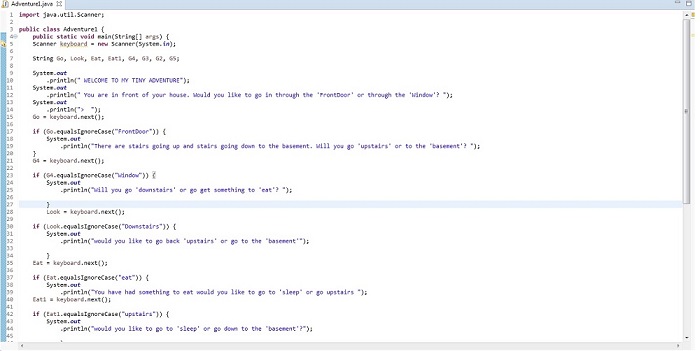 Adventure1.java
1 import java.util.Scanner;
2
3 public class Adventure1 {
4 public static void main(String[] args) {
5 Scanner keyboard = new Scanner(System.in);
6
7 String Go, Look, Eat, Eat1, G4, G3, G2, G5;
8
9 System.out
10 .println(" WELCOME TO MY TINY ADVENTURE");
11 System.out
12 .println(" You are in front of your house. Would you like to go in through the 'FrontDoor' or through the 'Window'? ");
13 System.out
14 .println("> ");
15 Go = keyboard.next();
16
17 if (Go.equalsIgnoreCase("FrontDoor")) {
18 System.out
19 .println("There are stairs going up and stairs going down to the basement. Will you go 'upstairs' or to the 'basement'? ");
20 }
21 G4 = keyboard.next();
22
23 if (G4.equalsIgnoreCase("Window")) {
24 System.out
25 .println("Will you go 'downstairs' or go get something to 'eat'? ");
26
27 }
28 Look = keyboard.next();
29
30 if (Look.equalsIgnoreCase("Downstairs")) {
31 System.out
32 .println("would you like to go back 'upstairs' or go to the 'basement'");
33
34 }
35 Eat = keyboard.next();
36
37 if (Eat.equalsIgnoreCase("eat")) {
38 System.out
39 .println("You have had something to eat would you like to go to 'sleep' or go upstairs ");
40 Eat1 = keyboard.next();
41
42 if (Eat1.equalsIgnoreCase("upstairs")) {
43 System.out
44 .println("would you like to go to 'sleep' or go down to the 'basement'?");
45